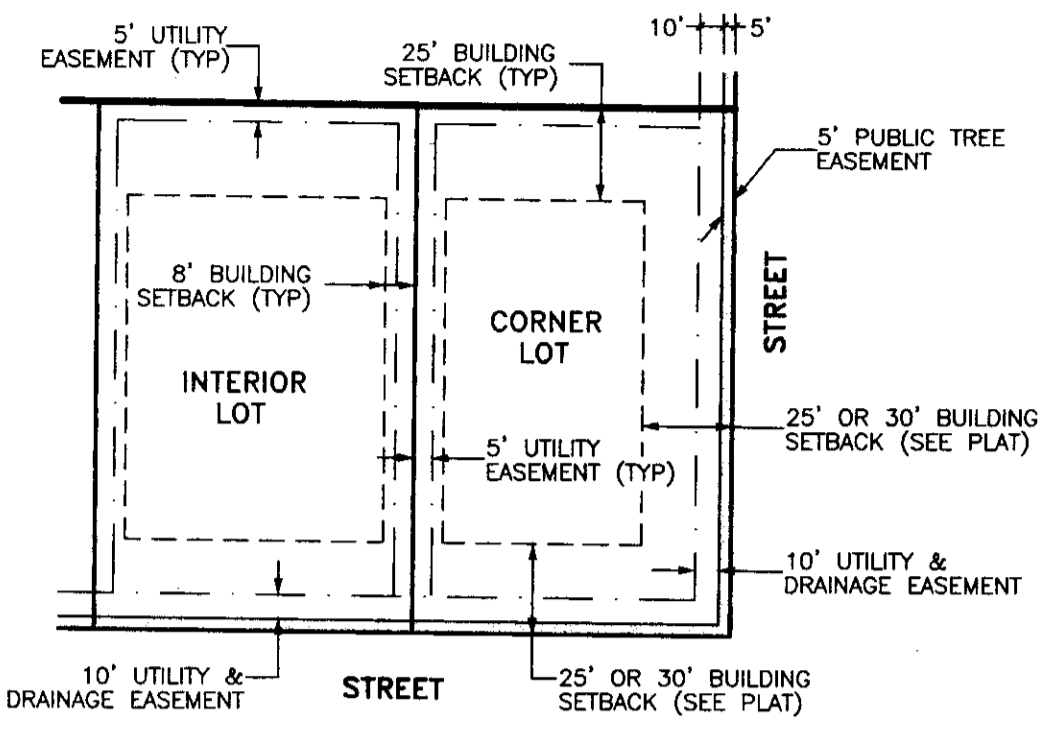 5' UTILITY
EASEMENT (TYP)
25' BUILDING
SETBACK (TYP)
10'
5'
5' PUBLIC TREE
EASEMENT
8' BUILDING
SETBACK (TYP)
STREET
CORNER
LOT
INTERIOR
LOT
25' OR 30' BUILDING
SETBACK (SEE PLAT)
5' UTILITY
EASEMENT (TYP)
10' UTILITY &
DRAINAGE EASEMENT
10' UTILITY &
DRAINAGE EASEMENT
STREET
25' OR 30' BUILDING
SETBACK (SEE PLAT)